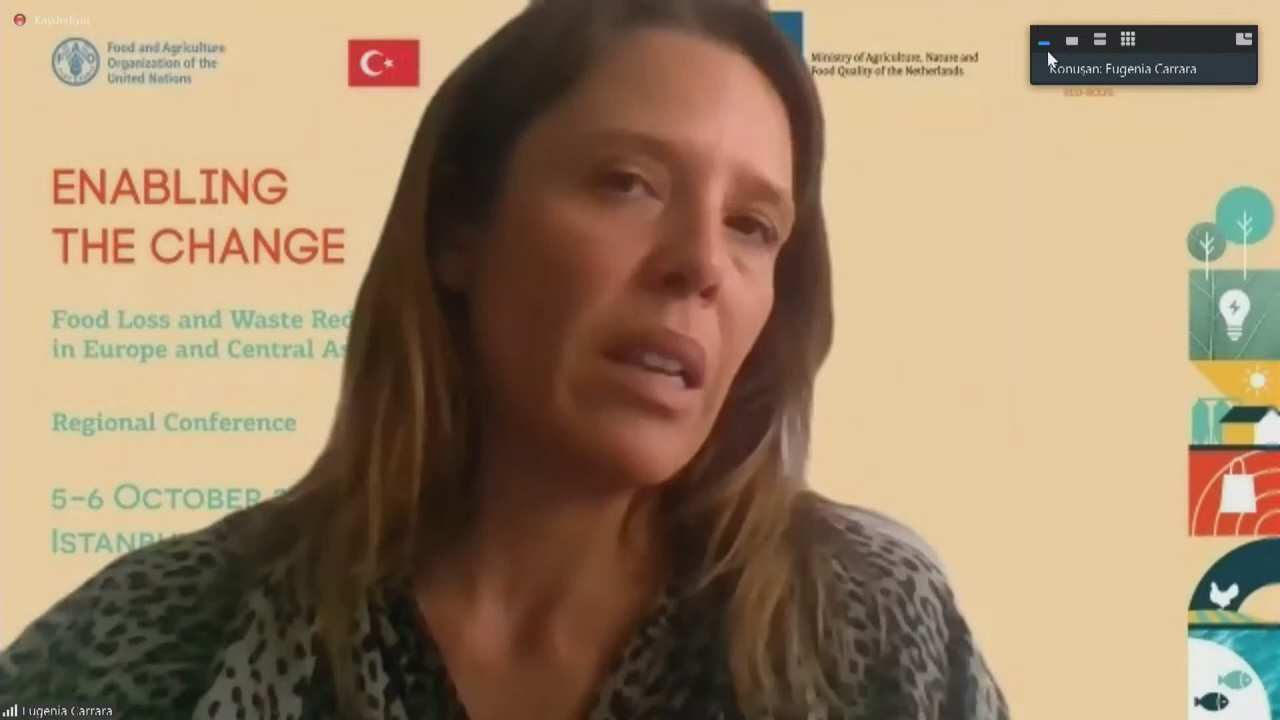 Kaydediliyor
Food and Agriculture
Organization of the
United Nations
Ministry of Agriculture, Nature and
Food Quality of the Netherlands
Konuşan: Eugenia Carrara
ENABLING
THE CHANGE
Food Loss and Waste Red
in Europe and Central As
Regional Conference
5-6 OCTOBER
ISTANBU
Eugenia Carrara